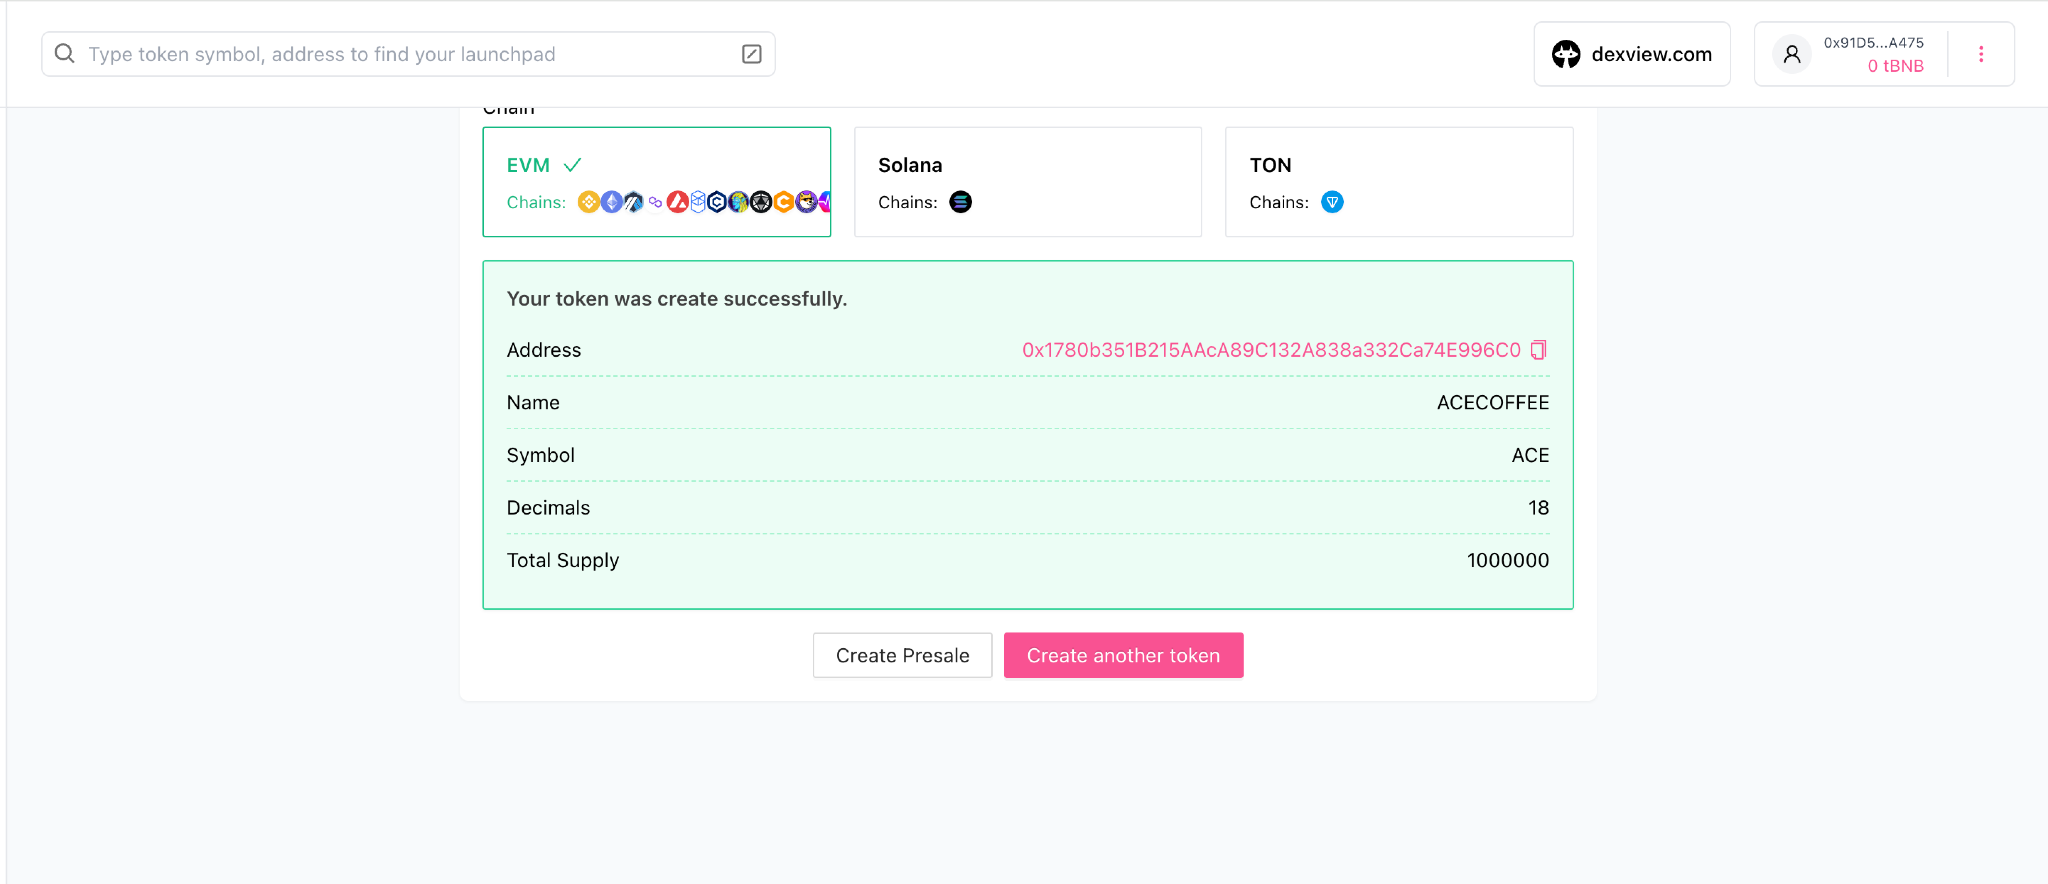 Type token symbol, address to find your launchpad
dexview.com
0x91D5...A475
0 tBNB
Chain
EVM
Chains:
Solana
Chains:
TON
Chains:
Your token was create successfully.
Address 0x1780b351B215AAcA89C132A838a332Ca74E996C0
Name ACECOFFEE
Symbol ACE
Decimals 18
Total Supply 1000000
Create Presale
Create another token